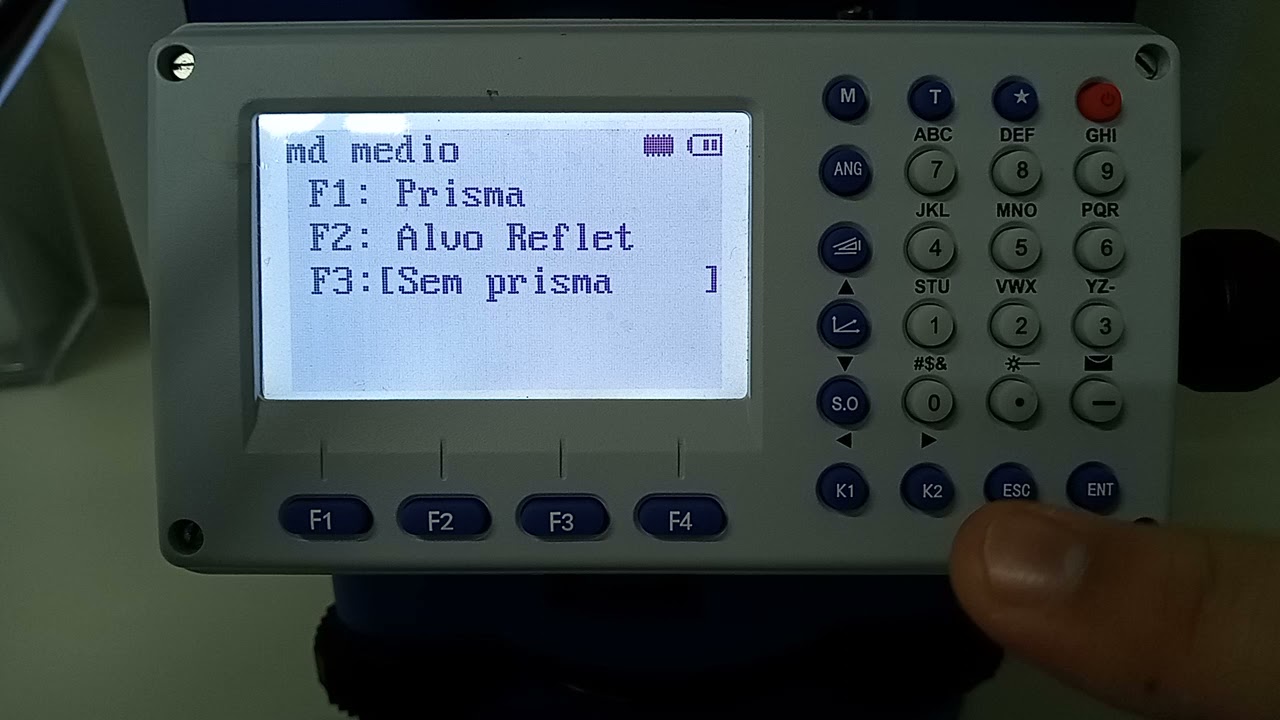 md medio
F1: Prisma
F2: Alvo Reflet
F3:[Sem prisma ]
F1 F2 F3 F4
M T ★
ABC DEF GHI
ANG 7 8 9
JKL MNO PQR
4 5 6
▲ STU VWX YZ-
1 2 3
▼ #$&
S.O 0 • −
◀ ▶
K1 K2 ESC ENT